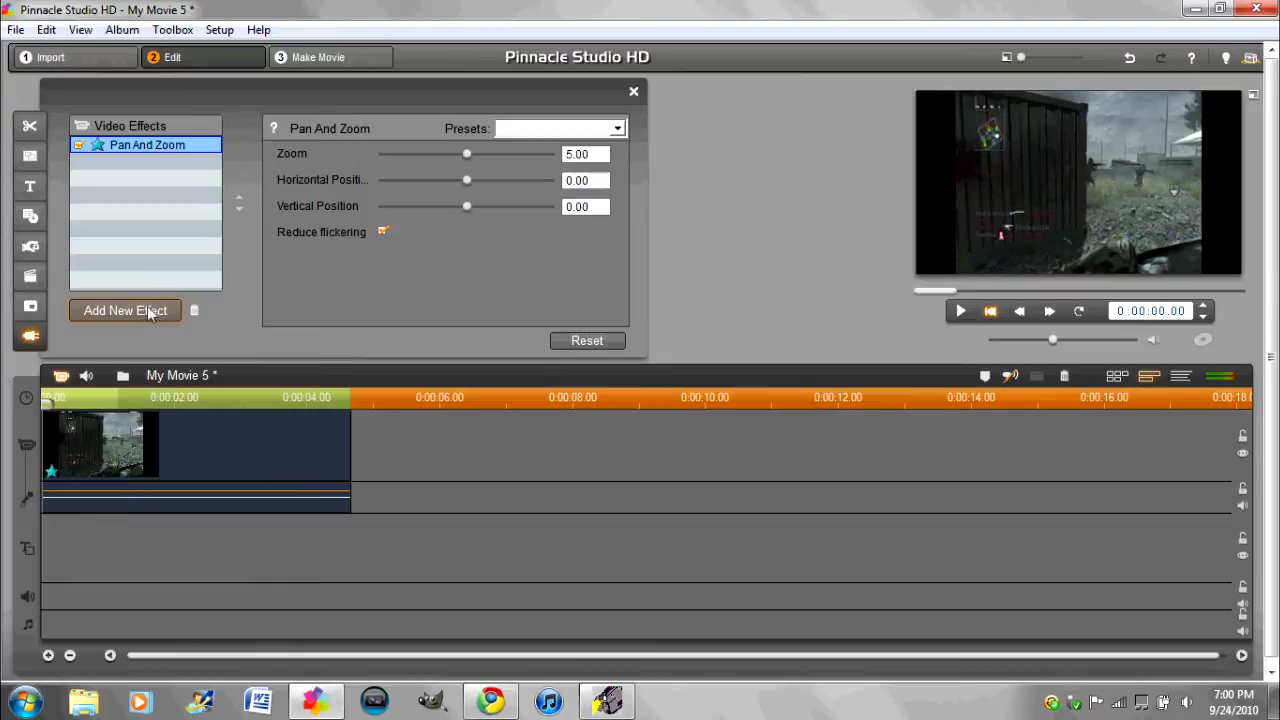 Pinnacle Studio HD - My Movie 5 *
File Edit View Album Toolbox Setup Help
1 Import 2 Edit 3 Make Movie Pinnacle Studio HD
Video Effects
Pan And Zoom
Add New Effect
? Pan And Zoom Presets:
Zoom 5.00
Horizontal Positi... 0.00
Vertical Position 0.00
Reduce flickering
Reset
0:00:00.00
My Movie 5 *
0:00:02.00 0:00:04.00 0:00:06.00 0:00:08.00 0:00:10.00 0:00:12.00 0:00:14.00 0:00:16.00 0:00:18.0
7:00 PM
9/24/2010